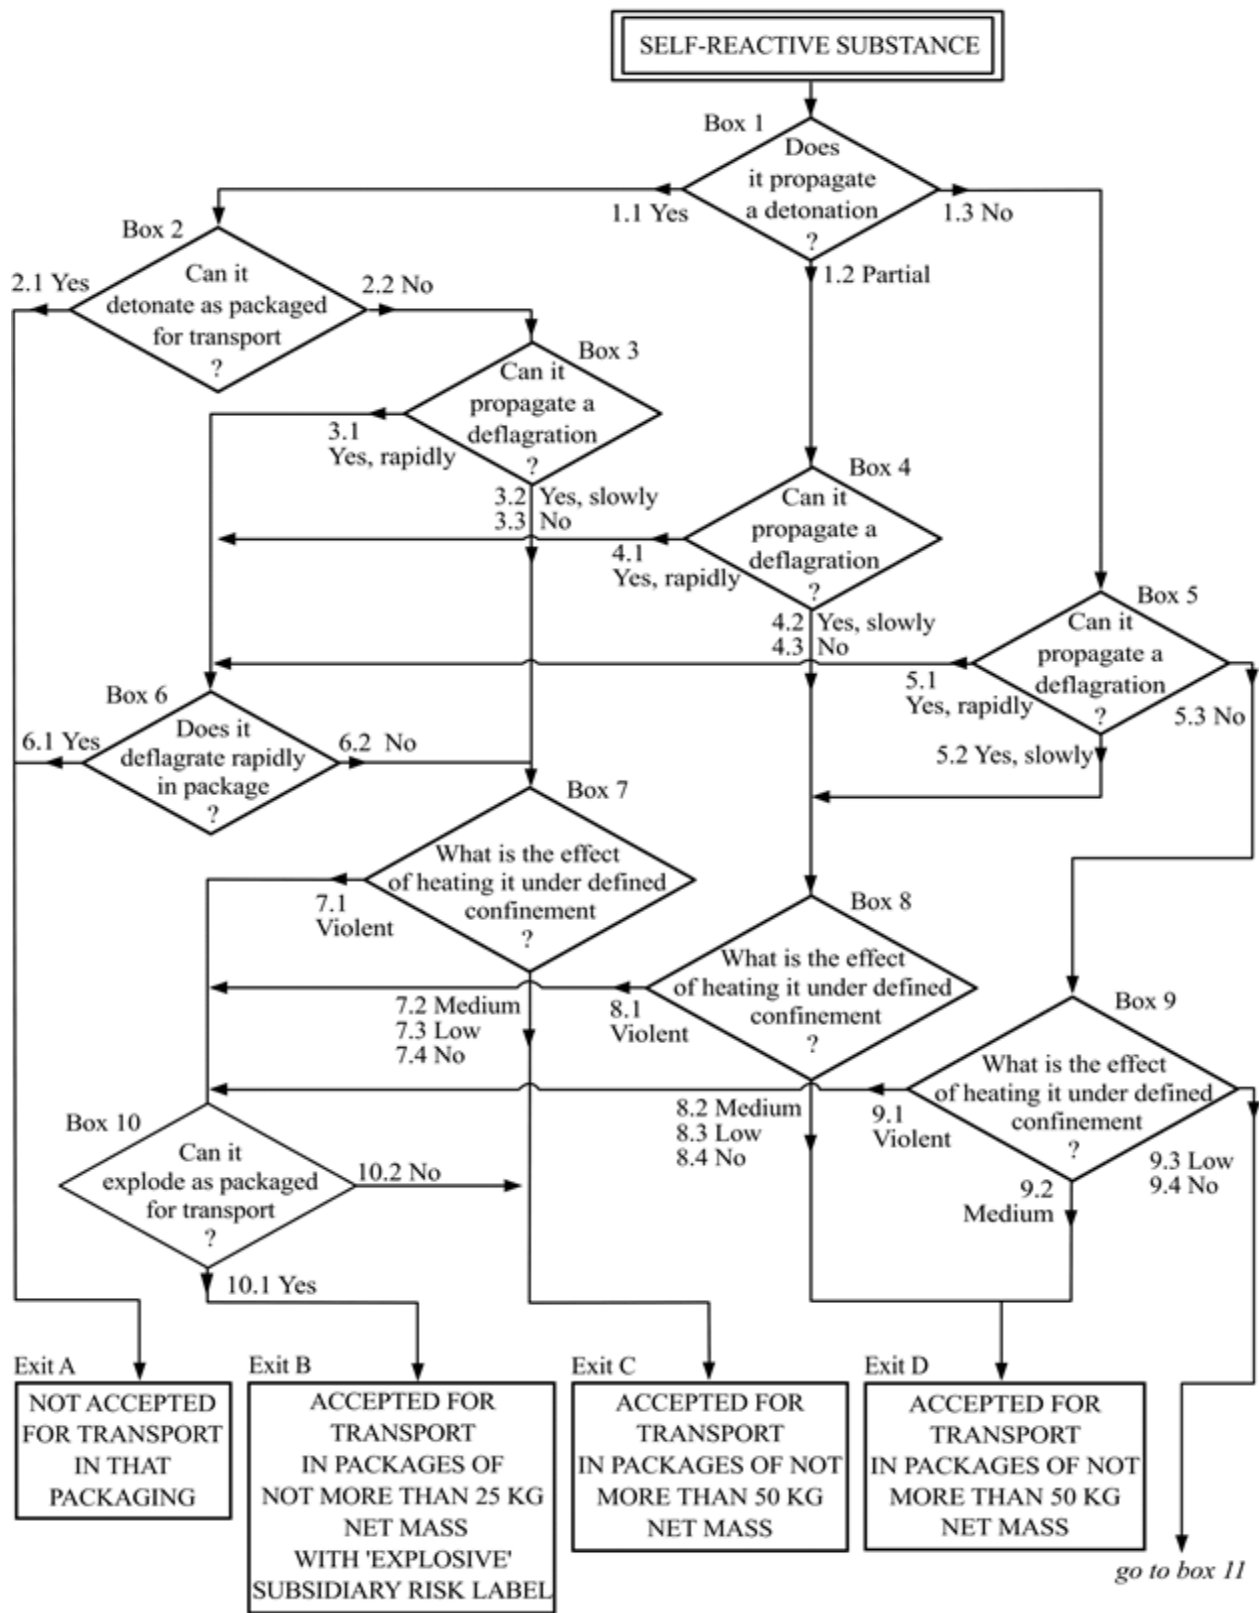 SELF-REACTIVE SUBSTANCE
Box 1
Does
it propagate
a detonation
?
1.1 Yes
1.3 No
1.2 Partial
Box 2
Can it
detonate as packaged
for transport
?
2.1 Yes
2.2 No
Box 3
Can it
propagate a
deflagration
?
3.1
Yes, rapidly
3.2 Yes, slowly
3.3 No
Box 4
Can it
propagate a
deflagration
?
4.1
Yes, rapidly
4.2 Yes, slowly
4.3 No
Box 5
Can it
propagate a
deflagration
?
5.1
Yes, rapidly
5.3 No
5.2 Yes, slowly
Box 6
Does it
deflagrate rapidly
in package
?
6.1 Yes
6.2 No
Box 7
What is the effect
of heating it under defined
confinement
?
7.1
Violent
7.2 Medium
7.3 Low
7.4 No
Box 8
What is the effect
of heating it under defined
confinement
?
8.1
Violent
8.2 Medium
8.3 Low
8.4 No
Box 9
What is the effect
of heating it under defined
confinement
?
9.1
Violent
9.2
Medium
9.3 Low
9.4 No
Box 10
Can it
explode as packaged
for transport
?
10.2 No
10.1 Yes
Exit A
NOT ACCEPTED
FOR TRANSPORT
IN THAT
PACKAGING
Exit B
ACCEPTED FOR
TRANSPORT
IN PACKAGES OF
NOT MORE THAN 25 KG
NET MASS
WITH 'EXPLOSIVE'
SUBSIDIARY RISK LABEL
Exit C
ACCEPTED FOR
TRANSPORT
IN PACKAGES OF NOT
MORE THAN 50 KG
NET MASS
Exit D
ACCEPTED FOR
TRANSPORT
IN PACKAGES OF NOT
MORE THAN 50 KG
NET MASS
go to box 11